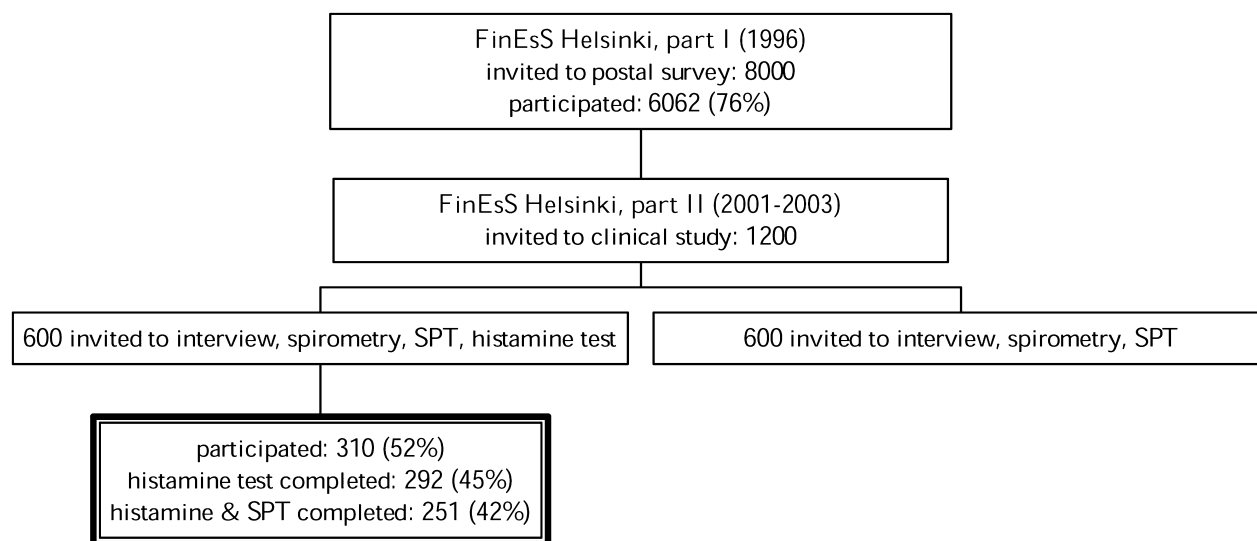 FinEsS Helsinki, part I (1996)
invited to postal survey: 8000
participated: 6062 (76%)
FinEsS Helsinki, part II (2001-2003)
invited to clinical study: 1200
600 invited to interview, spirometry, SPT, histamine test
600 invited to interview, spirometry, SPT
participated: 310 (52%)
histamine test completed: 292 (45%)
histamine & SPT completed: 251 (42%)